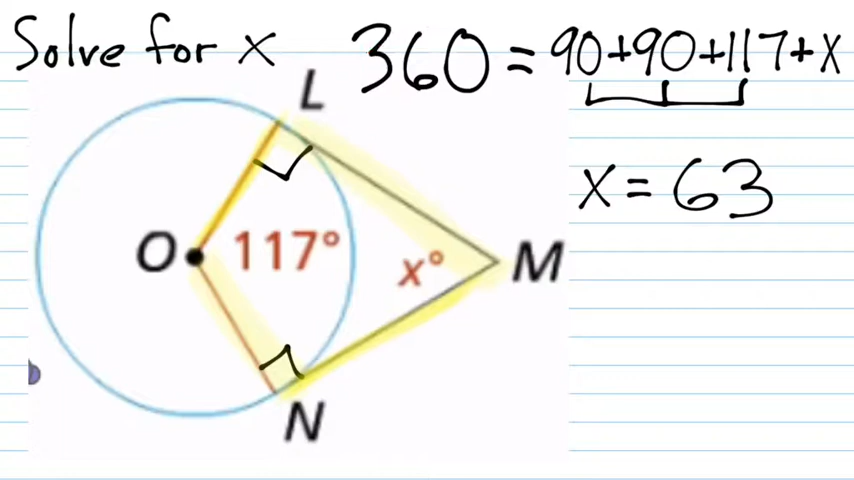 Solve for x 360 = 90+90+117+x
L
x = 63
O 117° x° M
N